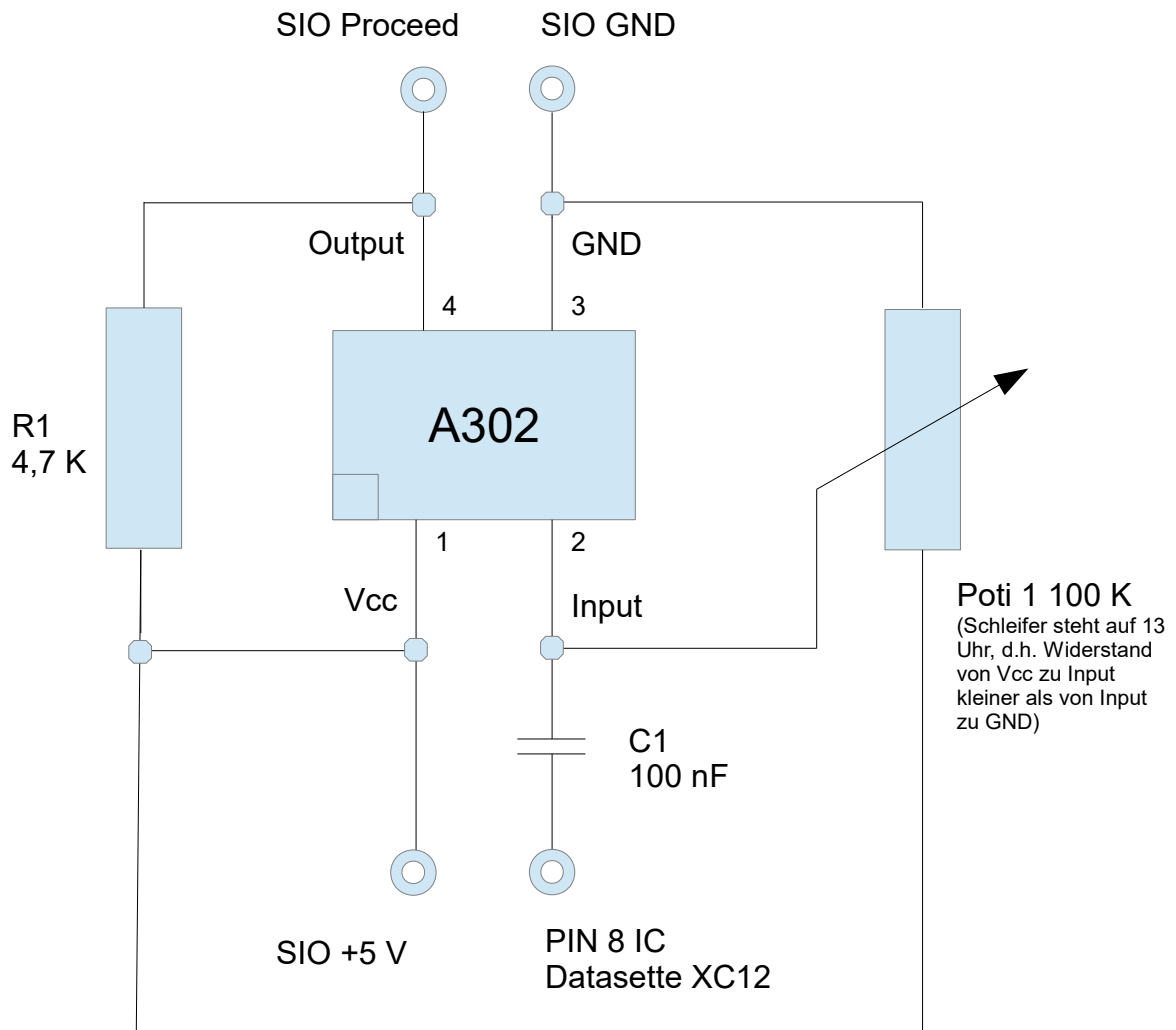 SIO Proceed
SIO GND
Output
GND
4
3
A302
R1
4,7 K
1
2
Vcc
Input
Poti 1 100 K
(Schleifer steht auf 13
Uhr, d.h. Widerstand
von Vcc zu Input
kleiner als von Input
zu GND)
C1
100 nF
SIO +5 V
PIN 8 IC
Datasette XC12